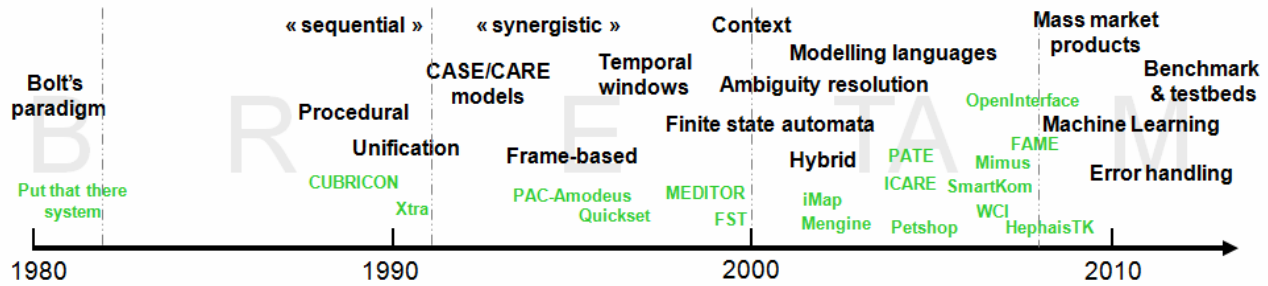 « sequential »
« synergistic »
Context
Mass market
products
Bolt's
paradigm
CASE/CARE
models
Temporal
windows
Modelling languages
Ambiguity resolution
Benchmark
& testbeds
B R E T A M
Procedural
Unification
Frame-based
Finite state automata
Hybrid
OpenInterface
Machine Learning
Error handling
Put that there
system
CUBRICON
Xtra
PAC-Amodeus
Quickset
MEDITOR
FST
iMap
Mengine
PATE
ICARE
Petshop
FAME
Mimus
SmartKom
WCI
HephaisTK
1980
1990
2000
2010